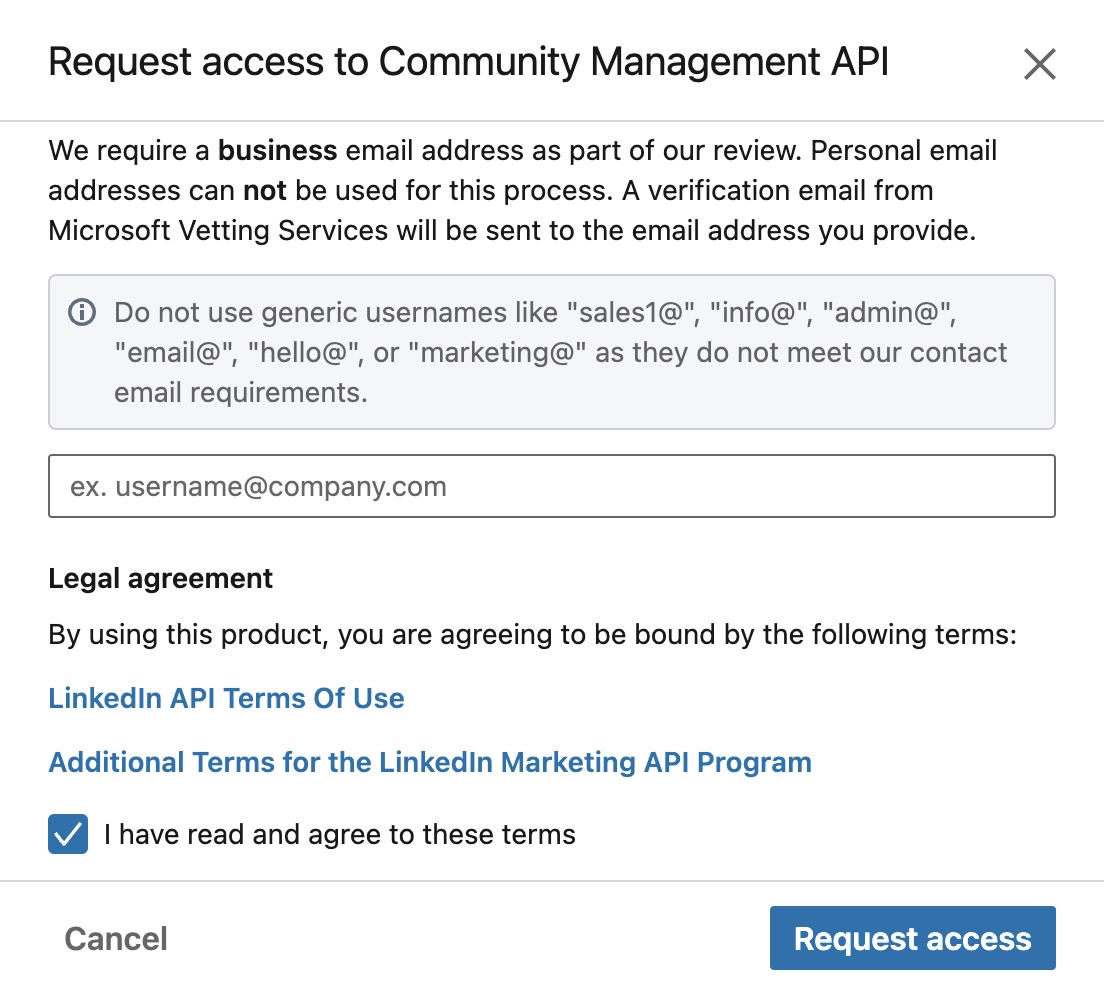 Request access to Community Management API
We require a business email address as part of our review. Personal email
addresses can not be used for this process. A verification email from
Microsoft Vetting Services will be sent to the email address you provide.
Do not use generic usernames like "sales1@", "info@", "admin@",
"email@", "hello@", or "marketing@" as they do not meet our contact
email requirements.
ex. username@company.com
Legal agreement
By using this product, you are agreeing to be bound by the following terms:
LinkedIn API Terms Of Use
Additional Terms for the LinkedIn Marketing API Program
I have read and agree to these terms
Cancel
Request access